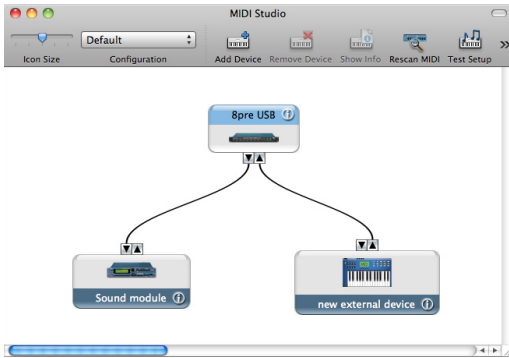 MIDI Studio
Default
Icon Size Configuration Add Device Remove Device Show Info Rescan MIDI Test Setup
8pre USB
Sound module
new external device